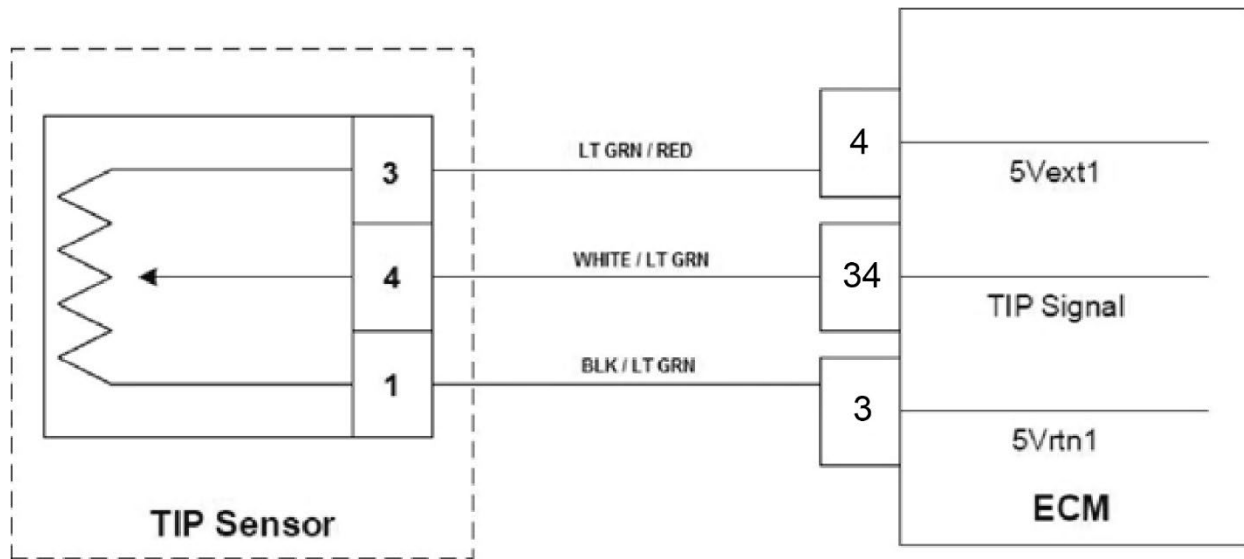 3
LT GRN / RED
4
5Vext1
4
WHITE / LT GRN
34
TIP Signal
1
BLK / LT GRN
3
5Vrtn1
TIP Sensor
ECM